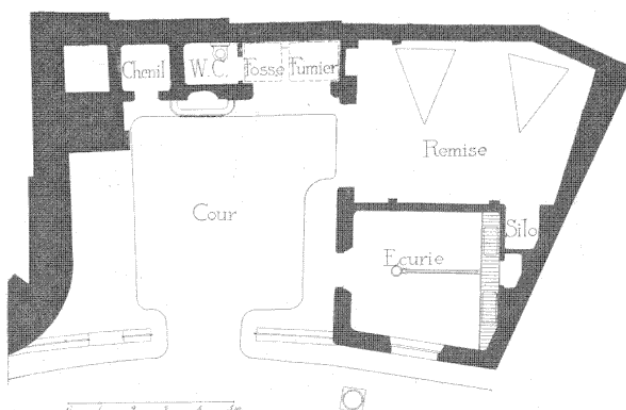 Chenil
W.C.
Fosse
Fumier
Remise
Cour
Silo
Ecurie